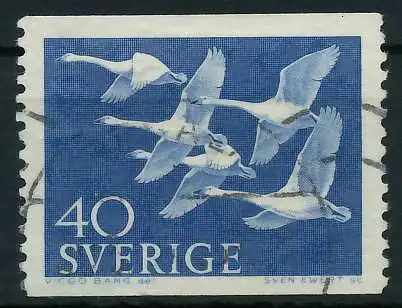 40
SVERIGE
VIGGO BANG del
SVEN EWERT sc